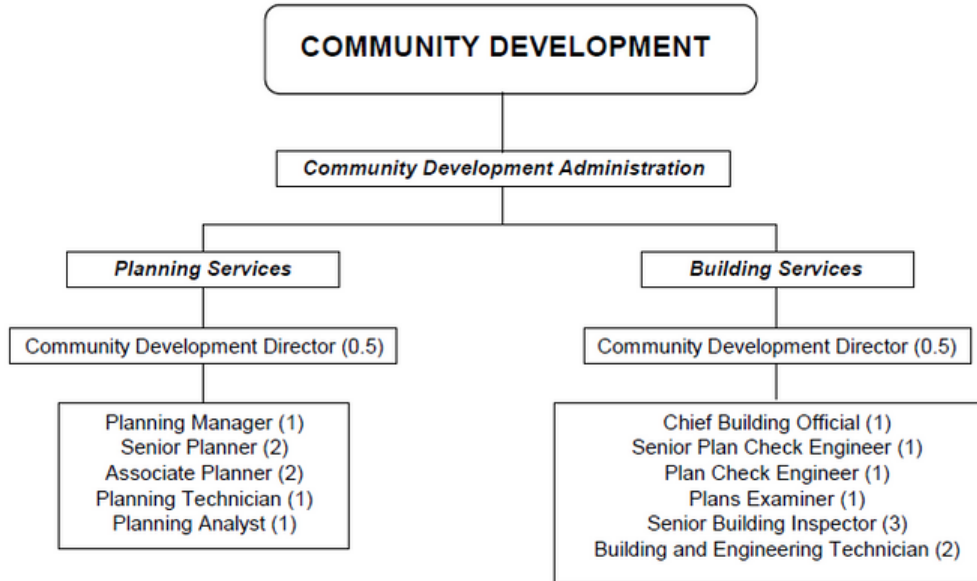 COMMUNITY DEVELOPMENT
Community Development Administration
Planning Services
Building Services
Community Development Director (0.5)
Community Development Director (0.5)
Planning Manager (1)
Senior Planner (2)
Associate Planner (2)
Planning Technician (1)
Planning Analyst (1)
Chief Building Official (1)
Senior Plan Check Engineer (1)
Plan Check Engineer (1)
Plans Examiner (1)
Senior Building Inspector (3)
Building and Engineering Technician (2)